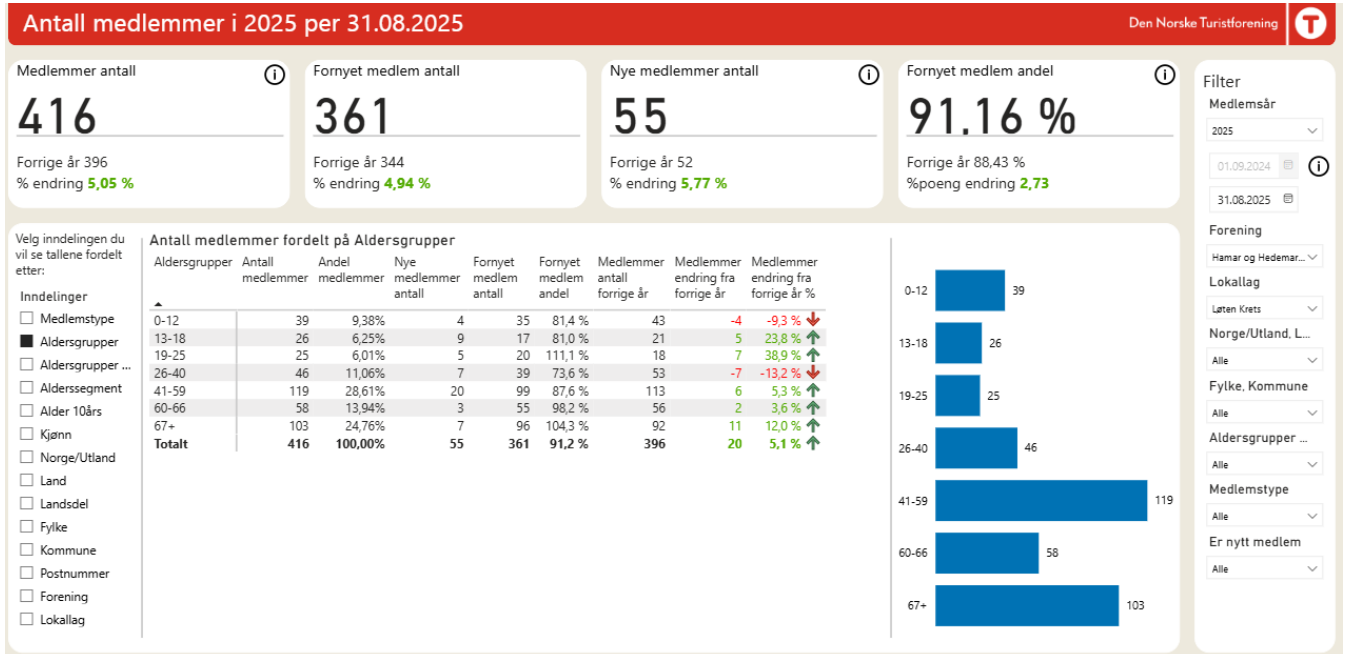 Antall medlemmer i 2025 per 31.08.2025
Den Norske Turistforening T
Medlemmer antall
416
Forrige år 396
% endring 5,05 %
Fornyet medlem antall
361
Forrige år 344
% endring 4,94 %
Nye medlemmer antall
55
Forrige år 52
% endring 5,77 %
Fornyet medlem andel
91,16 %
Forrige år 88,43 %
%poeng endring 2,73
Velg inndelingen du
vil se tallene fordelt
etter:
Inndelinger
Medlemstype
Aldersgrupper
Aldersgrupper ...
Alderssegment
Alder 10års
Kjønn
Norge/Utland
Land
Landsdel
Fylke
Kommune
Postnummer
Forening
Lokallag
Antall medlemmer fordelt på Aldersgrupper
Aldersgrupper Antall medlemmer Andel medlemmer Nye medlemmer antall Fornyet medlem antall Fornyet medlem andel Medlemmer antall forrige år Medlemmer endring fra forrige år Medlemmer endring fra forrige år %
0-12 39 9,38% 4 35 81,4 % 43 -4 -9,3 %
13-18 26 6,25% 9 17 81,0 % 21 5 23,8 %
19-25 25 6,01% 5 20 111,1 % 18 7 38,9 %
26-40 46 11,06% 7 39 73,6 % 53 -7 -13,2 %
41-59 119 28,61% 20 99 87,6 % 113 6 5,3 %
60-66 58 13,94% 3 55 98,2 % 56 2 3,6 %
67+ 103 24,76% 7 96 104,3 % 92 11 12,0 %
Totalt 416 100,00% 55 361 91,2 % 396 20 5,1 %
0-12 39
13-18 26
19-25 25
26-40 46
41-59 119
60-66 58
67+ 103
Filter
Medlemsår
2025
01.09.2024
31.08.2025
Forening
Hamar og Hedemar...
Lokallag
Løten Krets
Norge/Utland, L...
Alle
Fylke, Kommune
Alle
Aldersgrupper ...
Alle
Medlemstype
Alle
Er nytt medlem
Alle